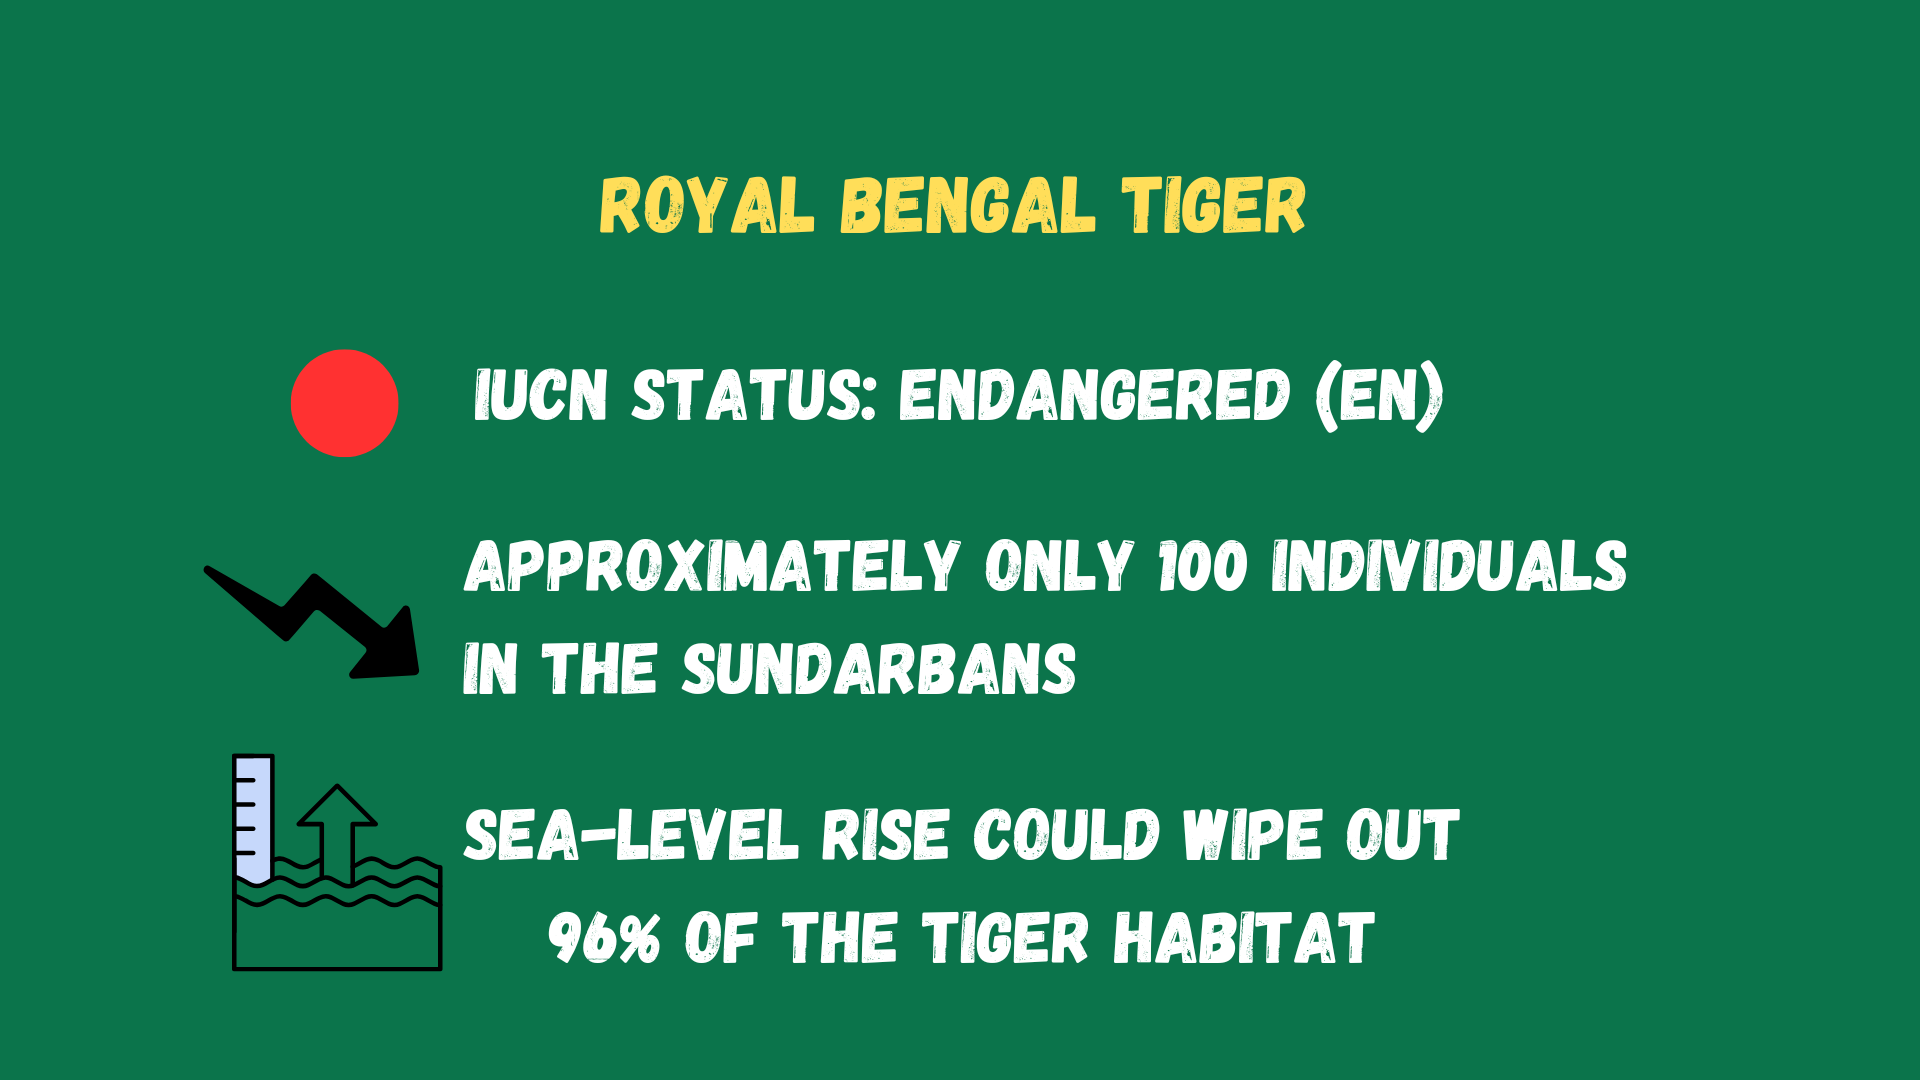 ROYAL BENGAL TIGER
IUCN STATUS: ENDANGERED (EN)
APPROXIMATELY ONLY 100 INDIVIDUALS
IN THE SUNDARBANS
SEA-LEVEL RISE COULD WIPE OUT
96% OF THE TIGER HABITAT